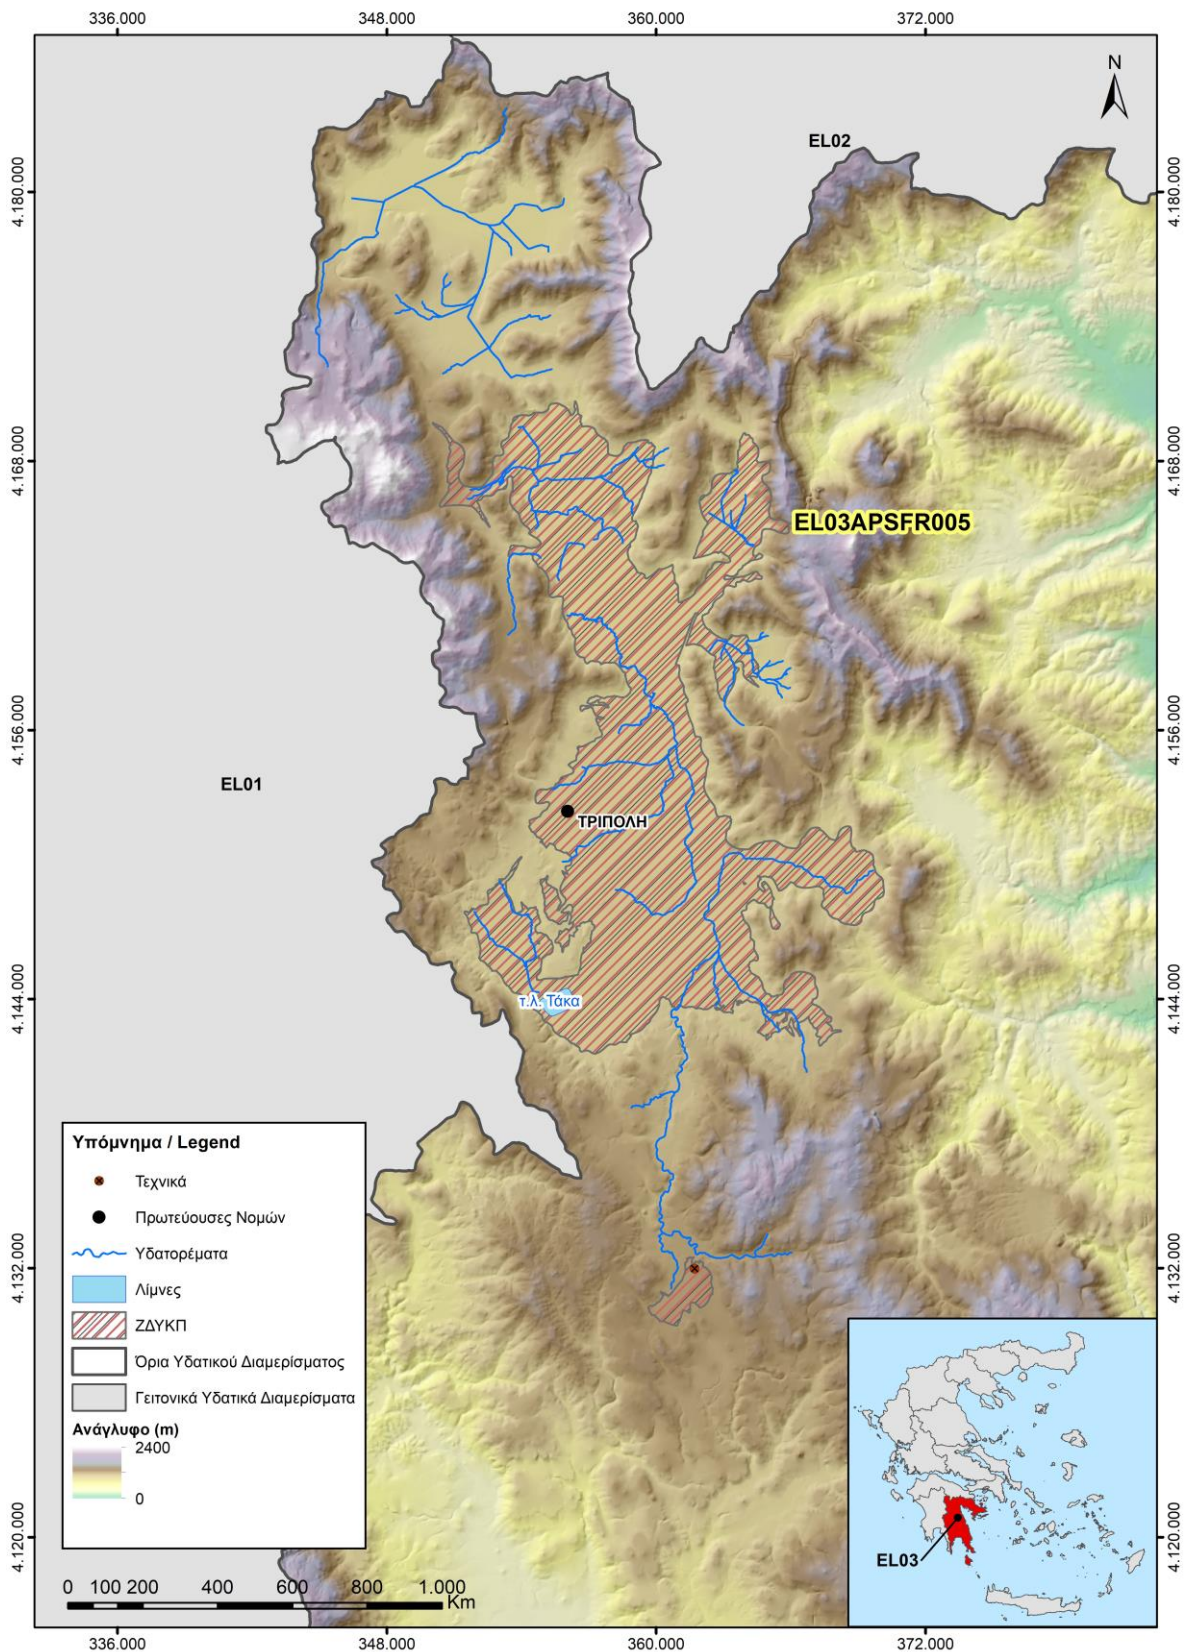 336.000 348.000 360.000 372.000
N
EL02
4.180.000 4.180.000
4.168.000 4.168.000
EL03APSFR005
4.156.000 4.156.000
EL01
ΤΡΙΠΟΛΗ
4.144.000 4.144.000
τ.λ. Τάκα
Υπόμνημα / Legend
Τεχνικά
Πρωτεύουσες Νομών
Υδατορέματα
Λίμνες
ΖΔΥΚΠ
Όρια Υδατικού Διαμερίσματος
Γειτονικά Υδατικά Διαμερίσματα
Ανάγλυφο (m)
2400
0
4.132.000 4.132.000
4.120.000 4.120.000
EL03
0 100 200 400 600 800 1.000
Km
336.000 348.000 360.000 372.000